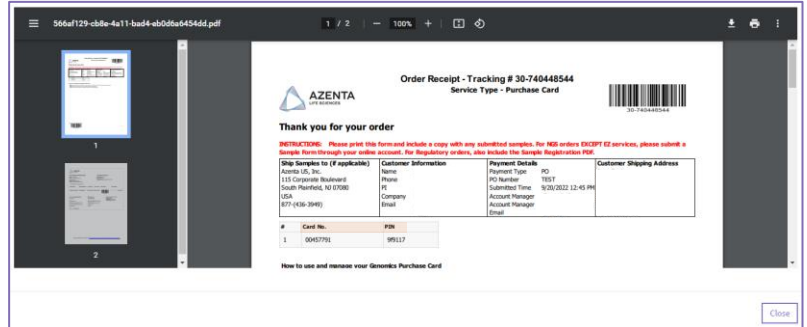 566af129-cb8e-4a11-bad4-eb0d6a6454dd.pdf
1 / 2
100%
AZENTA
LIFE SCIENCES
Order Receipt - Tracking # 30-740448544
Service Type - Purchase Card
30-740448544
Thank you for your order
INSTRUCTIONS: Please print this form and include a copy with any submitted samples. For NGS orders EXCEPT EZ services, please submit a
Sample Form through your online account. For Regulatory orders, also include the Sample Registration PDF.
Ship Samples to (if applicable) Customer Information Payment Details Customer Shipping Address
Azenta US, Inc. Name Payment Type PO
115 Corporate Boulevard Phone PO Number TEST
South Plainfield, NJ 07080 PI Submitted Time 9/20/2022 12:45 PM
USA Company Account Manager
877-(436-3949) Email Account Manager
Email
# Card No. PIN
1 00457791 9f9117
How to use and manage your Genomics Purchase Card
1
2
Close